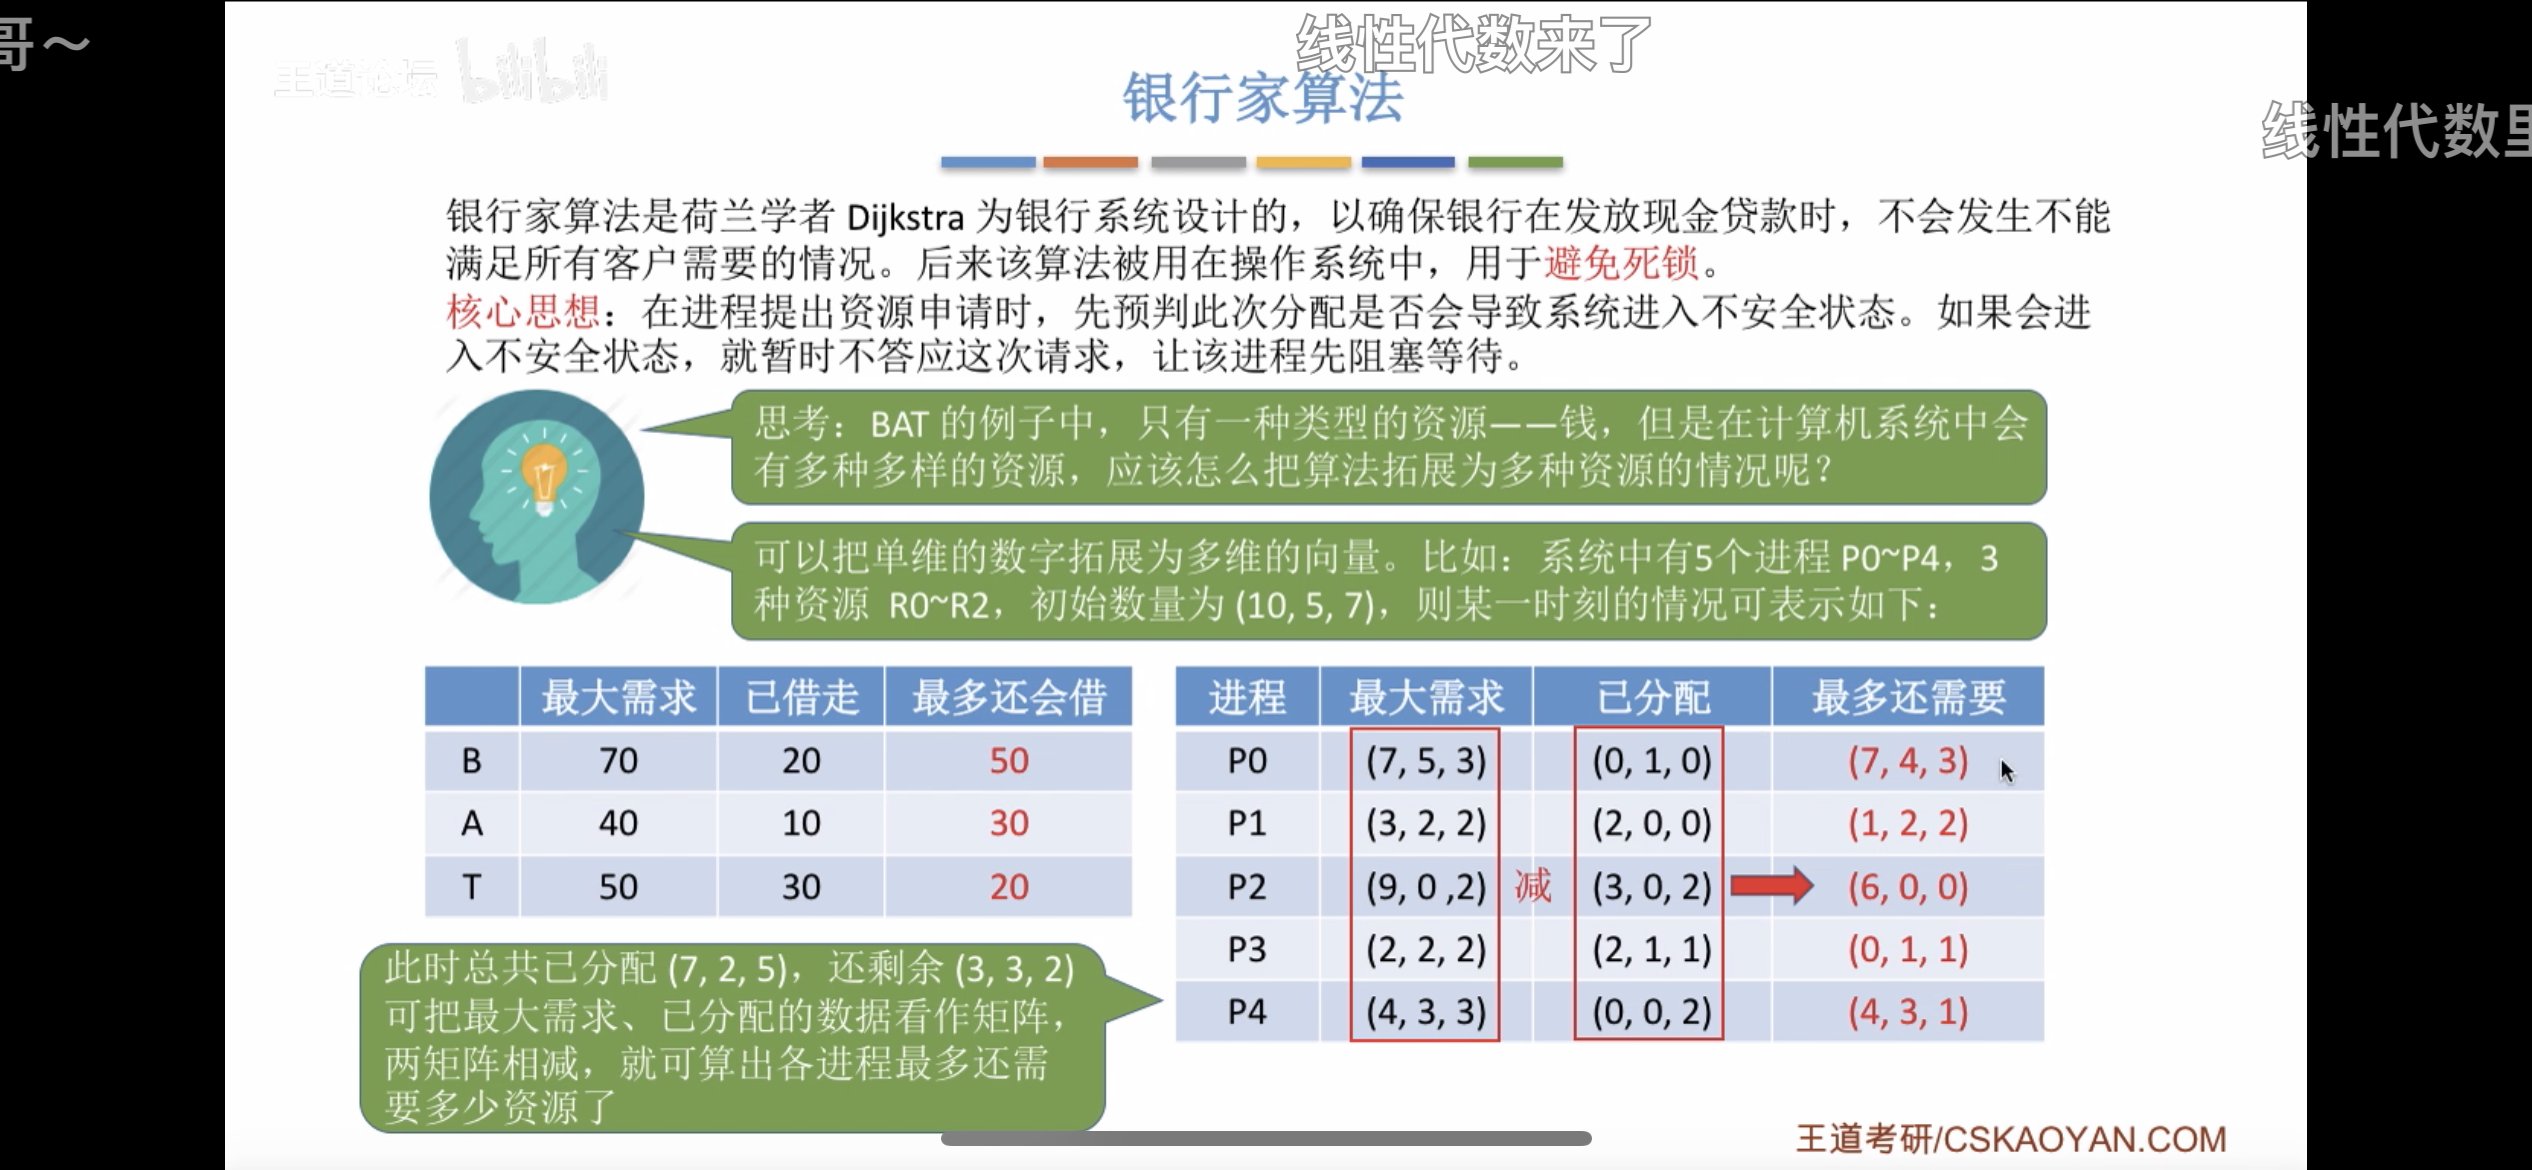 哥～
线性代数来了
王道论坛 bilibili
银行家算法
线性代数里
银行家算法是荷兰学者 Dijkstra 为银行系统设计的，以确保银行在发放现金贷款时，不会发生不能
满足所有客户需要的情况。后来该算法被用在操作系统中，用于避免死锁。
核心思想：在进程提出资源申请时，先预判此次分配是否会导致系统进入不安全状态。如果会进
入不安全状态，就暂时不答应这次请求，让该进程先阻塞等待。
思考：BAT 的例子中，只有一种类型的资源——钱，但是在计算机系统中会
有多种多样的资源，应该怎么把算法拓展为多种资源的情况呢？
可以把单维的数字拓展为多维的向量。比如：系统中有5个进程 P0~P4，3
种资源 R0~R2，初始数量为 (10, 5, 7)，则某一时刻的情况可表示如下：
最大需求 已借走 最多还会借
B 70 20 50
A 40 10 30
T 50 30 20
进程 最大需求 已分配 最多还需要
P0 (7, 5, 3) (0, 1, 0) (7, 4, 3)
P1 (3, 2, 2) (2, 0, 0) (1, 2, 2)
P2 (9, 0 ,2) 减 (3, 0, 2) (6, 0, 0)
P3 (2, 2, 2) (2, 1, 1) (0, 1, 1)
P4 (4, 3, 3) (0, 0, 2) (4, 3, 1)
此时总共已分配 (7, 2, 5)，还剩余 (3, 3, 2)
可把最大需求、已分配的数据看作矩阵，
两矩阵相减，就可算出各进程最多还需
要多少资源了
王道考研/CSKAOYAN.COM